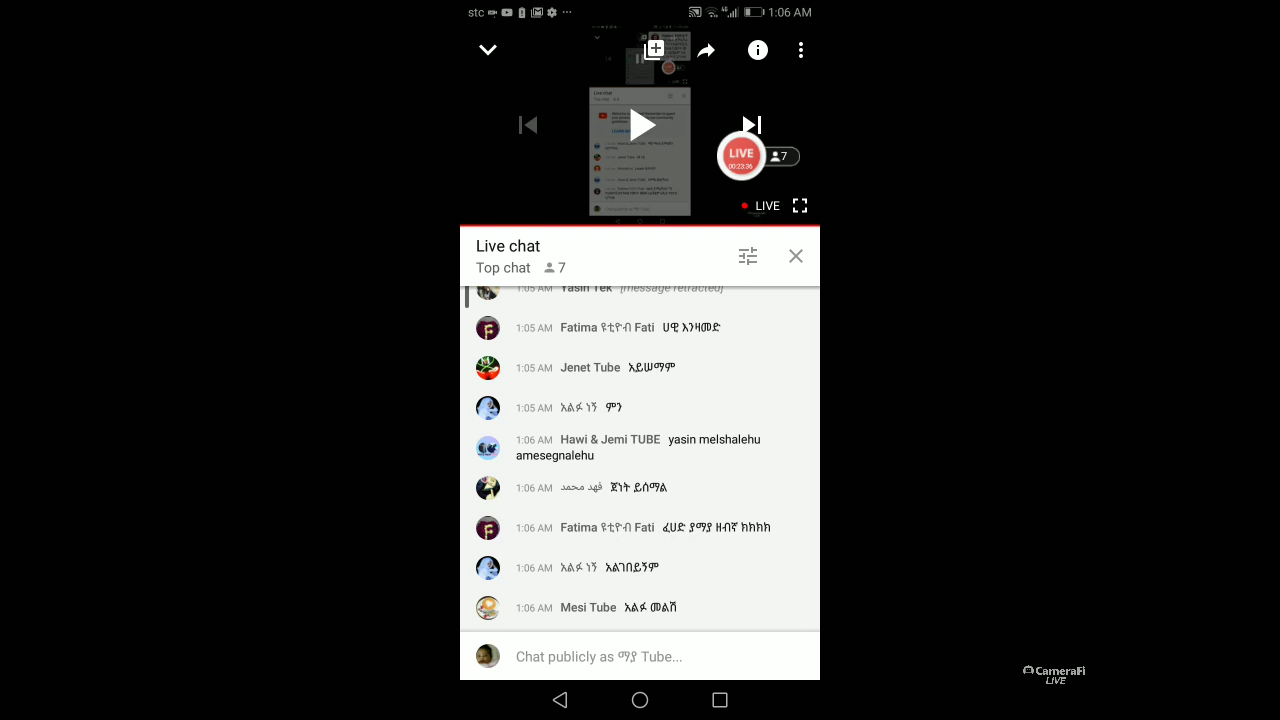 stc 4G 1:06 AM
LIVE
00:23:36
7
LIVE
Live chat
Top chat 7
1:05 AM Yasin Tek [message retracted]
1:05 AM Fatima ዩቲዮብ Fati ሀዊ እንዛመድ
1:05 AM Jenet Tube አይሠማም
1:05 AM አልፉ ነኝ ምን
1:06 AM Hawi & Jemi TUBE yasin melshalehu
amesegnalehu
1:06 AM فهد محمد ጀነት ይሰማል
1:06 AM Fatima ዩቲዮብ Fati ፈሀድ ያማያ ዘብኛ ክክክክ
1:06 AM አልፉ ነኝ አልገበይኝም
1:06 AM Mesi Tube አልፉ መልሽ
Chat publicly as ማያ Tube...
CameraFi
LIVE